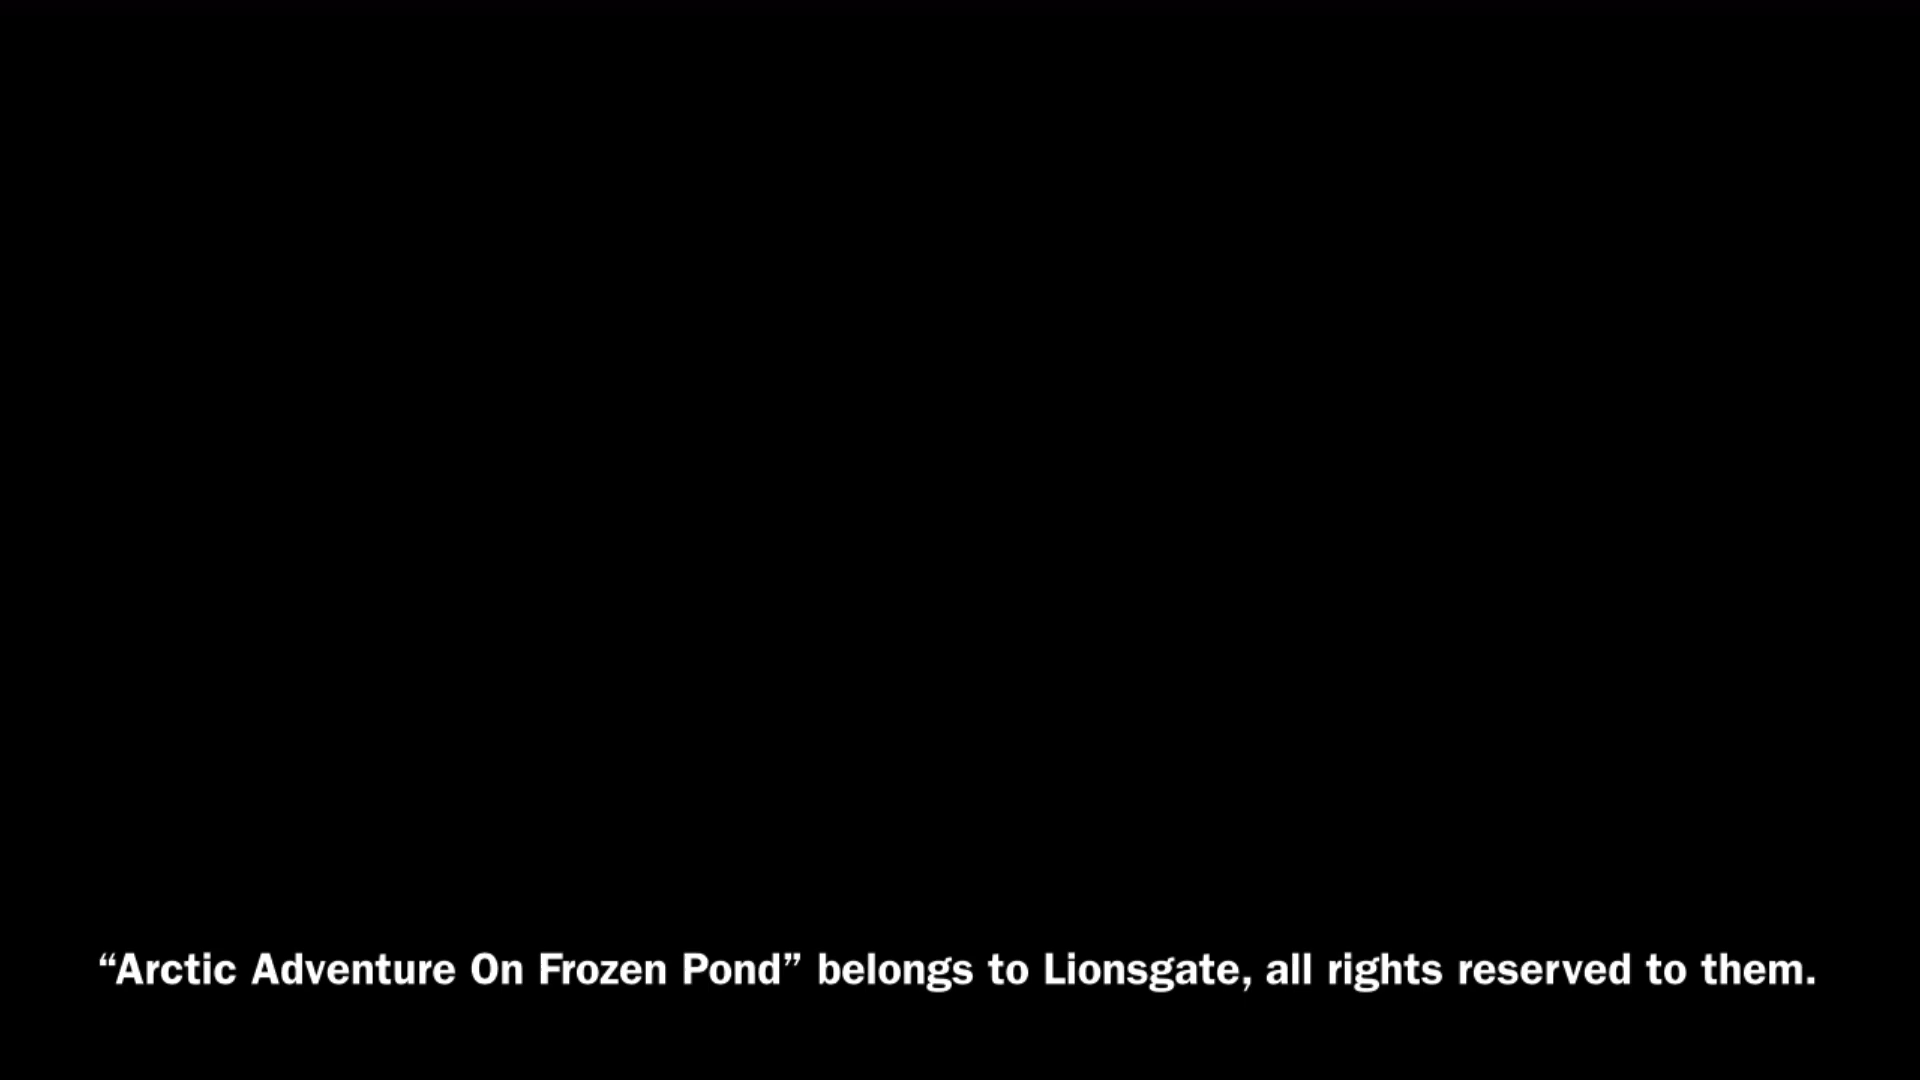 “Arctic Adventure On Frozen Pond” belongs to Lionsgate, all rights reserved to them.